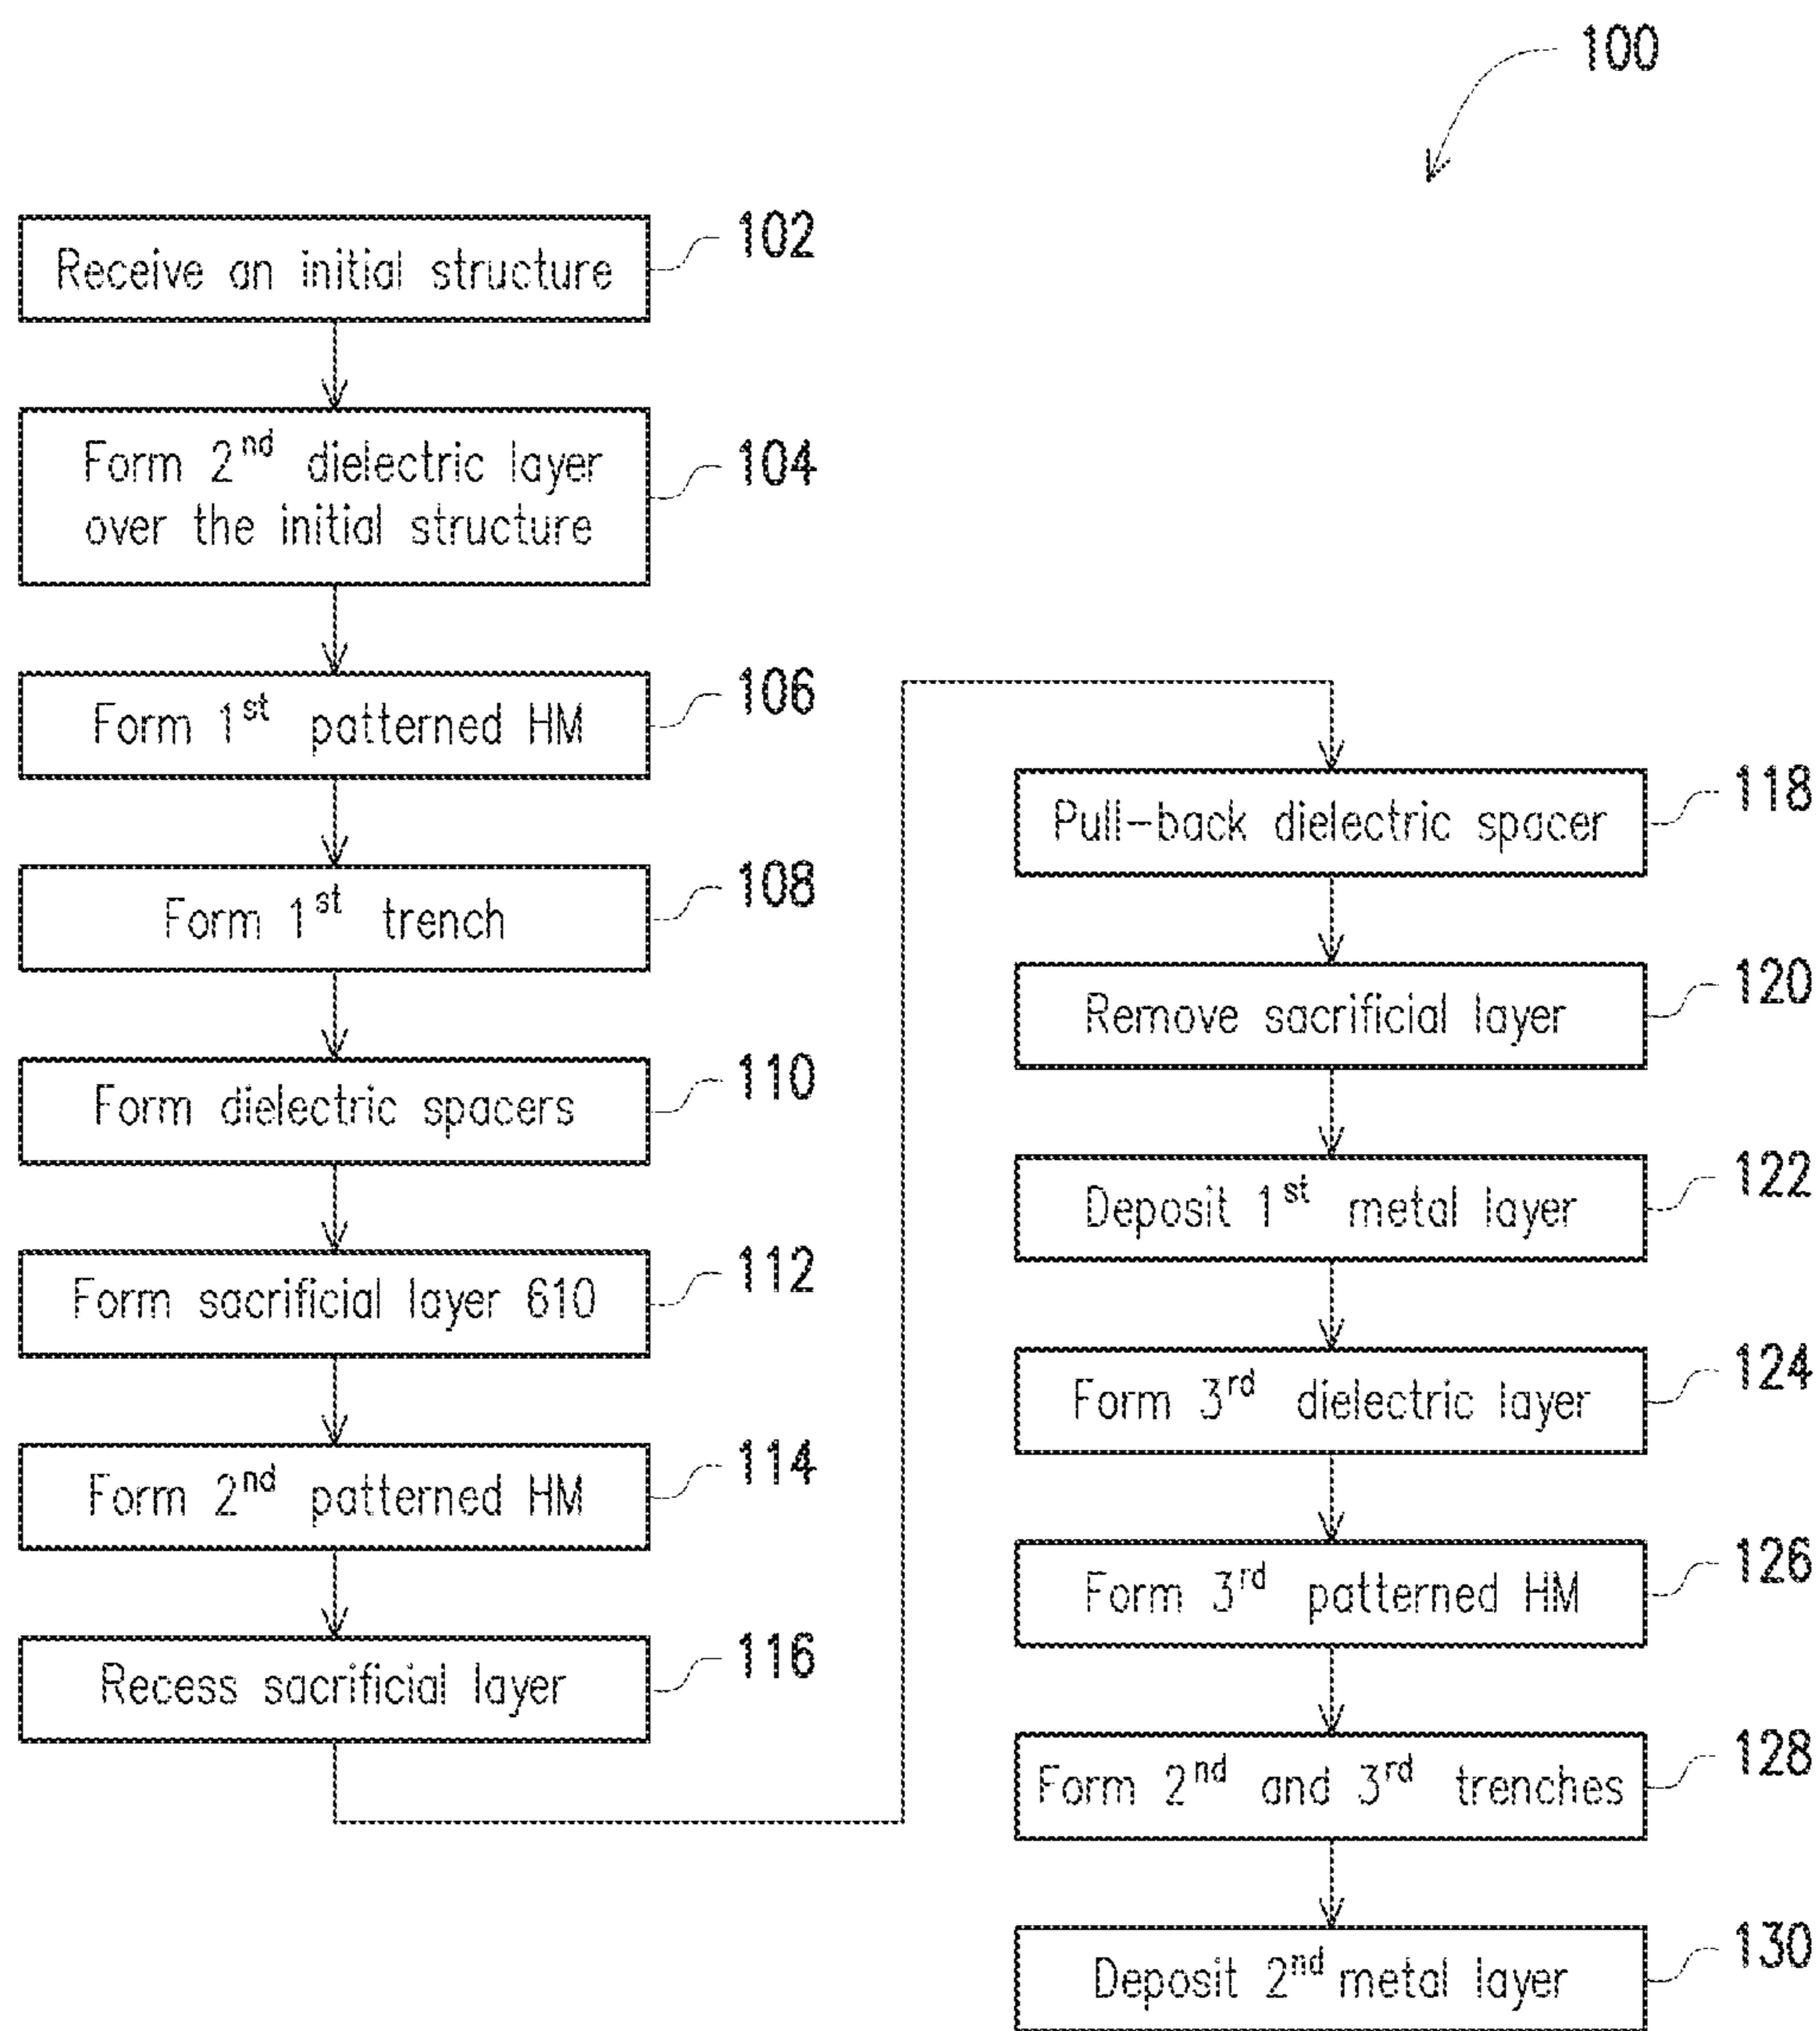 100
Receive an initial structure
102
Form 2nd dielectric layer
over the initial structure
104
Form 1st patterned HM
106
Form 1st trench
108
Form dielectric spacers
110
Form sacrificial layer 610
112
Form 2nd patterned HM
114
Recess sacrificial layer
116
Pull-back dielectric spacer
118
Remove sacrificial layer
120
Deposit 1st metal layer
122
Form 3rd dielectric layer
124
Form 3rd patterned HM
126
Form 2nd and 3rd trenches
128
Deposit 2nd metal layer
130